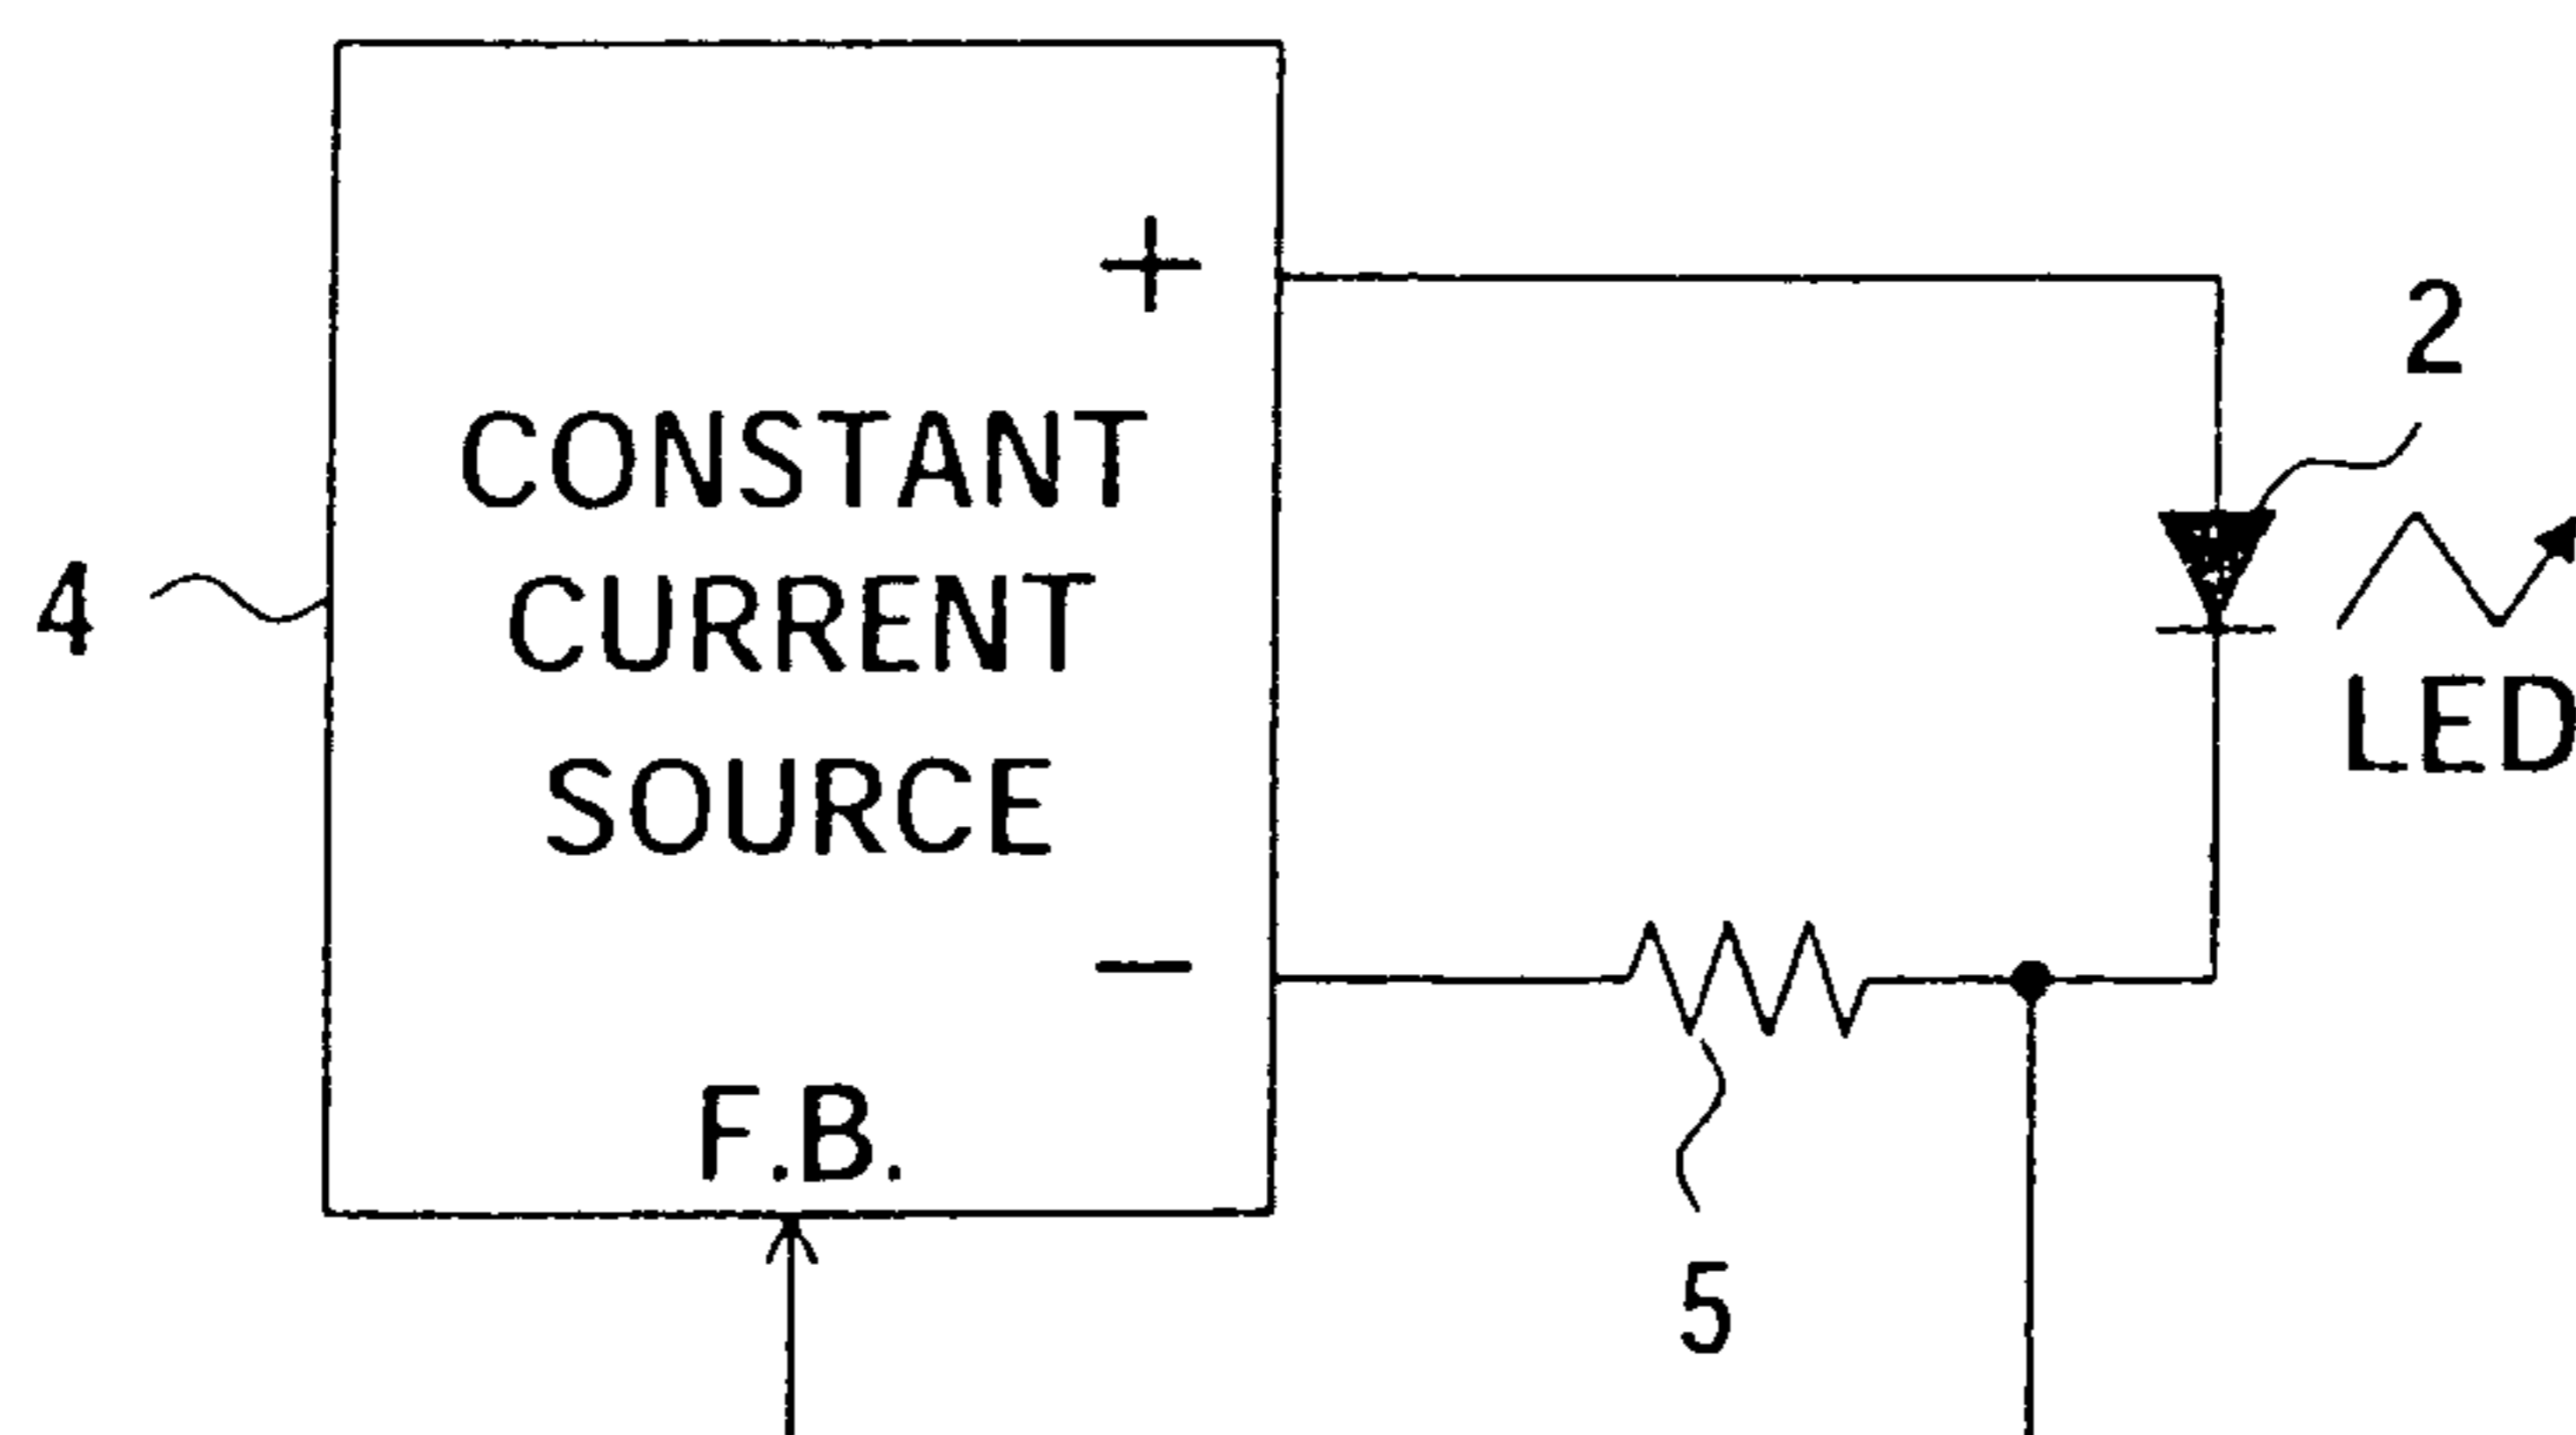 +
2
CONSTANT
4
CURRENT
LED
SOURCE
−
F.B.
5